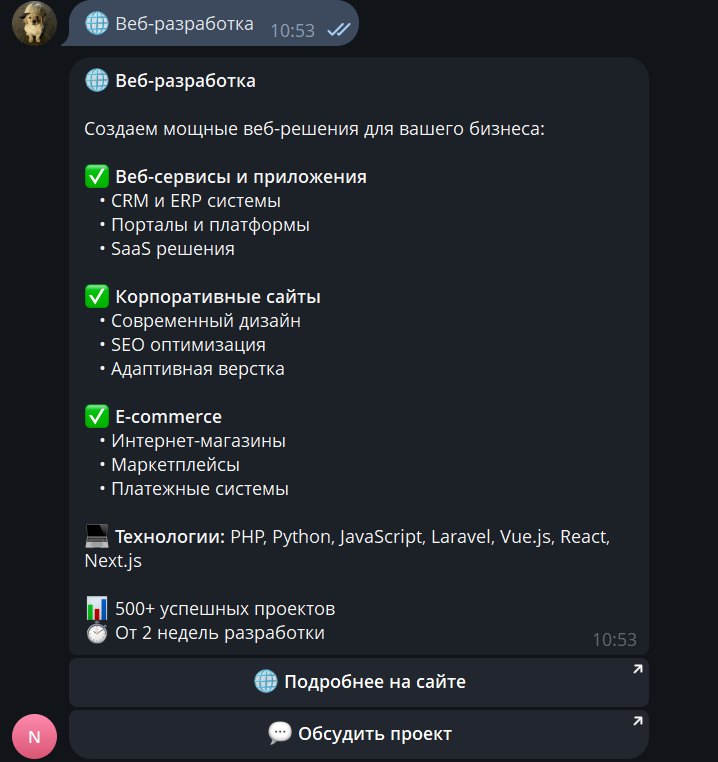 🌐 Веб-разработка
10:53
🌐 Веб-разработка
Создаем мощные веб-решения для вашего бизнеса:
✅ Веб-сервисы и приложения
• CRM и ERP системы
• Порталы и платформы
• SaaS решения
✅ Корпоративные сайты
• Современный дизайн
• SEO оптимизация
• Адаптивная верстка
✅ E-commerce
• Интернет-магазины
• Маркетплейсы
• Платежные системы
💻 Технологии: PHP, Python, JavaScript, Laravel, Vue.js, React,
Next.js
📊 500+ успешных проектов
⏱ От 2 недель разработки
10:53
🌐 Подробнее на сайте
💬 Обсудить проект
N